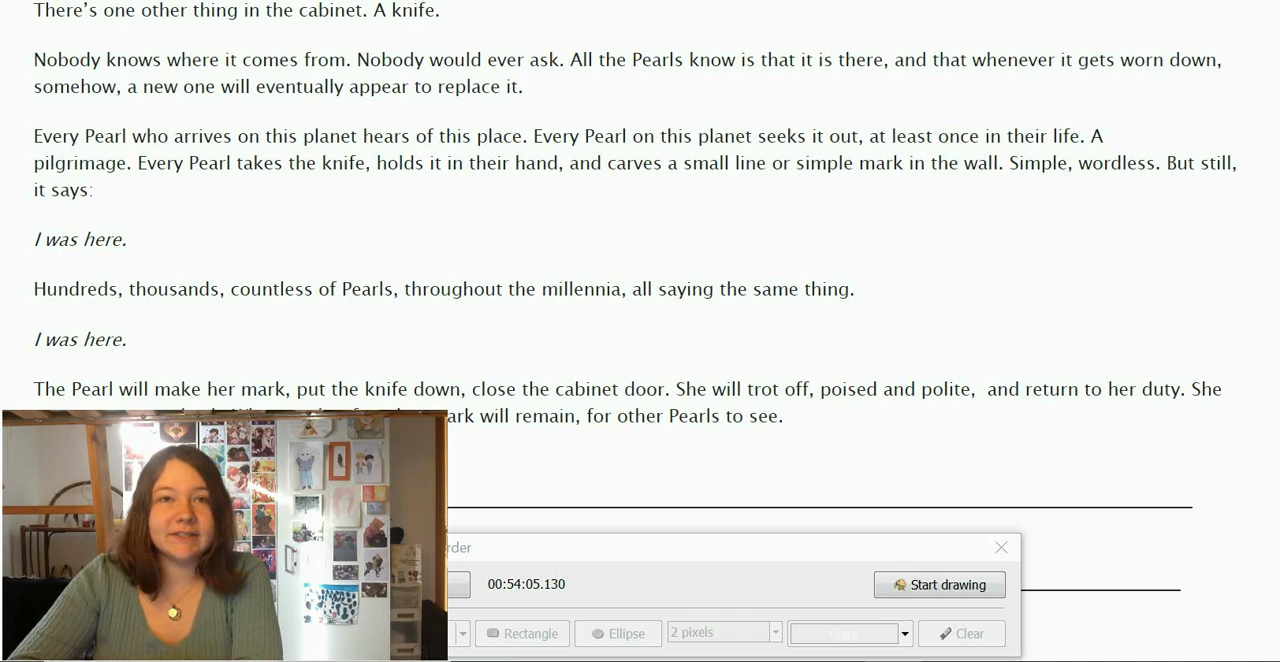 There's one other thing in the cabinet. A knife.
Nobody knows where it comes from. Nobody would ever ask. All the Pearls know is that it is there, and that whenever it gets worn down,
somehow, a new one will eventually appear to replace it.
Every Pearl who arrives on this planet hears of this place. Every Pearl on this planet seeks it out, at least once in their life. A
pilgrimage. Every Pearl takes the knife, holds it in their hand, and carves a small line or simple mark in the wall. Simple, wordless. But still,
it says:
I was here.
Hundreds, thousands, countless of Pearls, throughout the millennia, all saying the same thing.
I was here.
The Pearl will make her mark, put the knife down, close the cabinet door. She will trot off, poised and polite,  and return to her duty. She
will remain, for other Pearls to see.
00:54:05.130
Start drawing
Rectangle
Ellipse
2 pixels
Clear